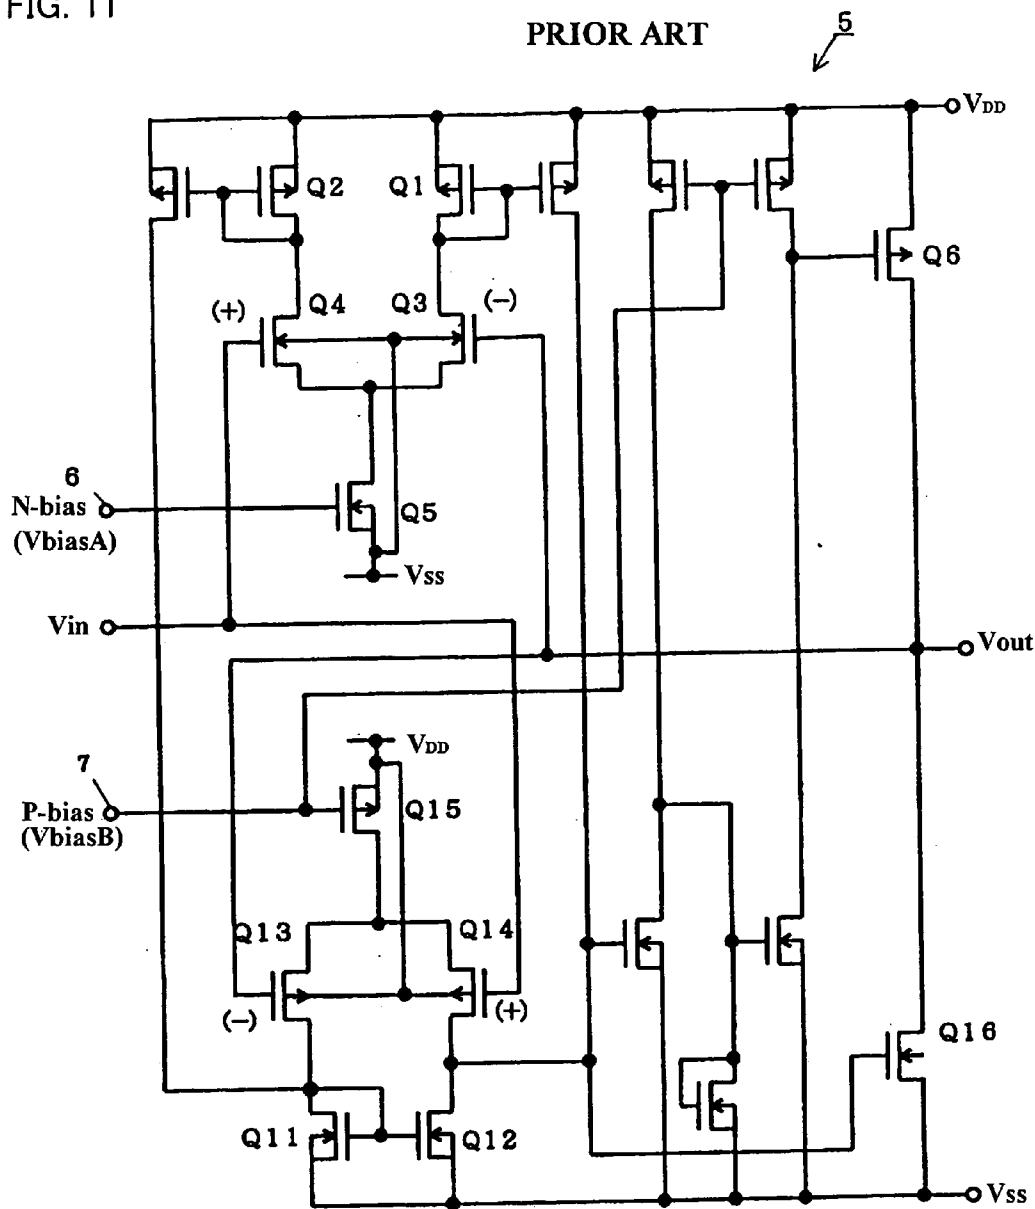 FIG. 11
PRIOR ART
5
VDD
Q2
Q1
Q6
(+)
Q4
Q3
(−)
6
N-bias
(VbiasA)
Q5
Vss
Vin
Vout
VDD
7
P-bias
(VbiasB)
Q15
Q13
Q14
(−)
(+)
Q16
Q11
Q12
Vss